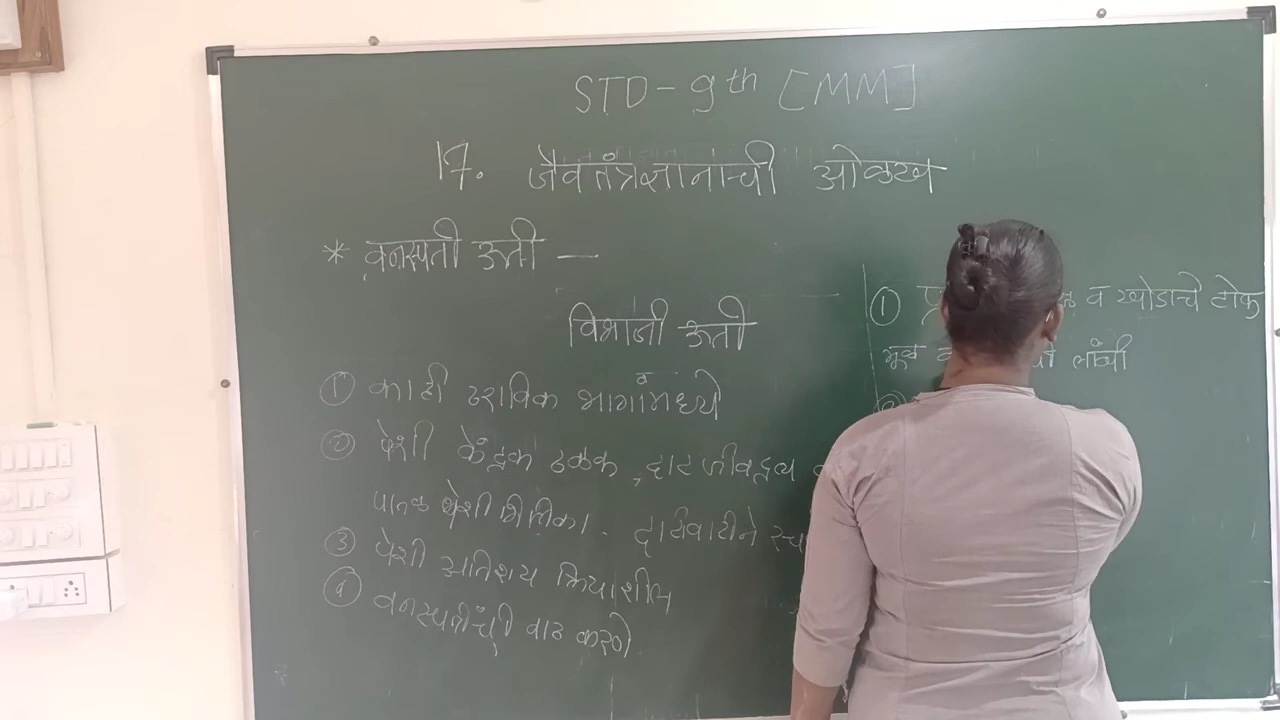 STD - 9th [MM]
17. जैवतंत्रज्ञानाची ओळख
* वनस्पती ऊती —
विभाजी ऊती
① काही ठराविक भागांमध्ये
② पेशी केंद्रक ठळक, दाट जीवद्रव्य
पातळ पेशी भित्तिका. दाटीवाटीने
③ पेशी अतिशय क्रियाशील
④ वनस्पतींची वाढ करणे
① व खोडाचे टोक
मूळ लांबी